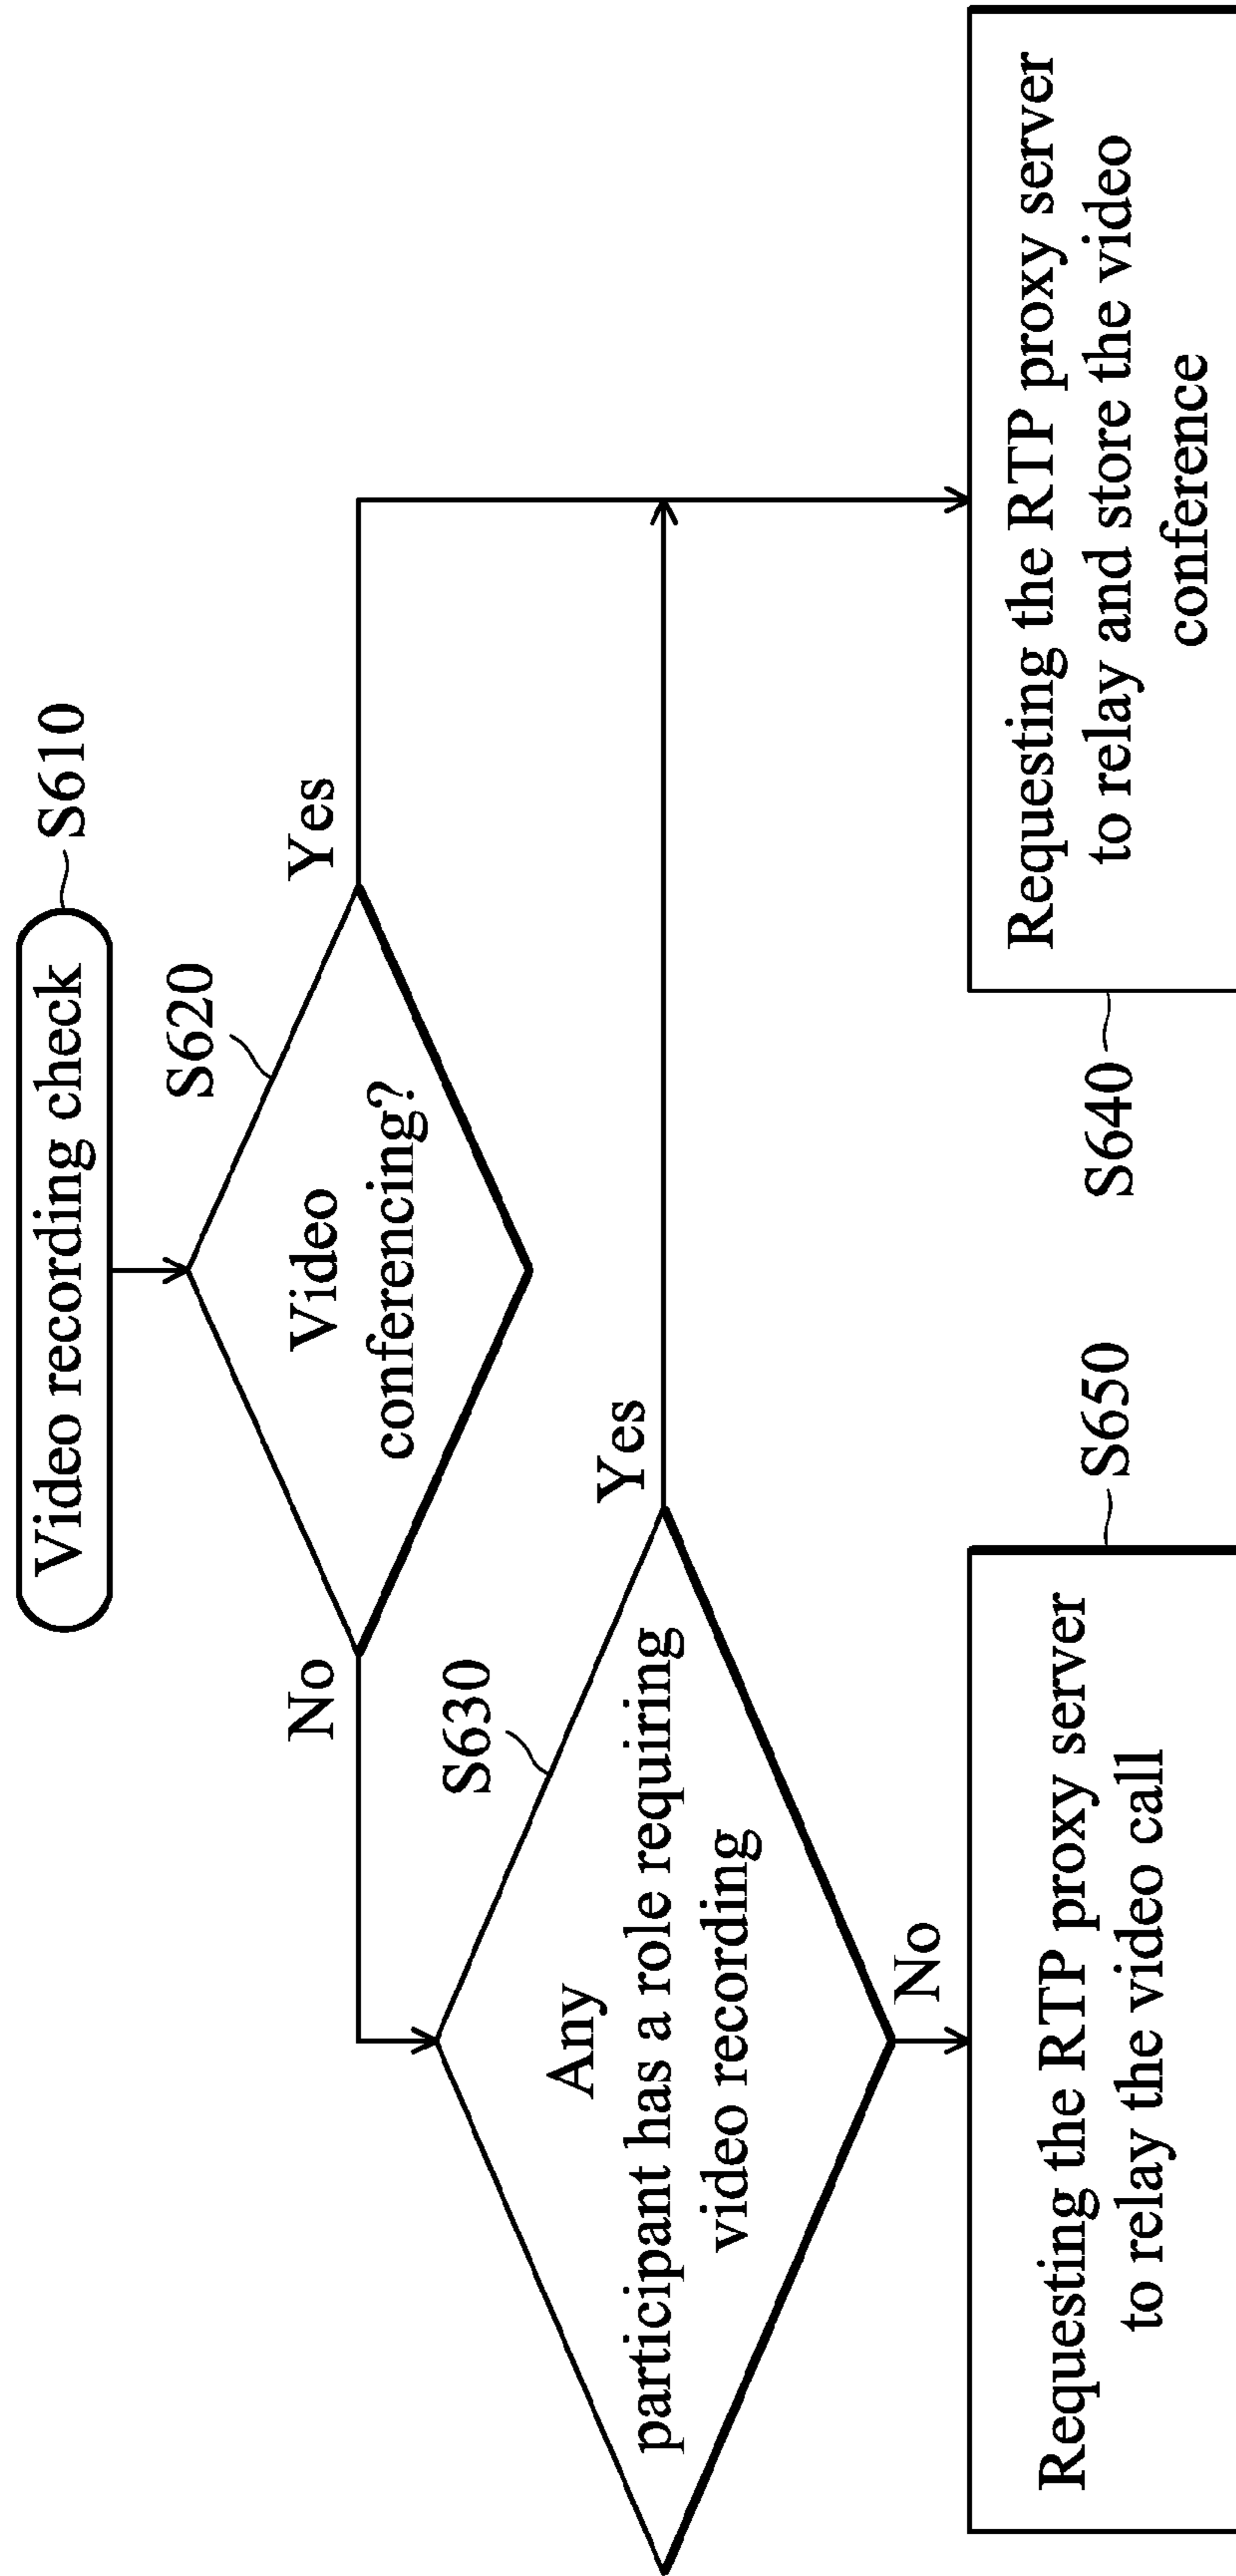 Video recording check
S610
S620
Video
conferencing?
Yes
No
S630
Any
participant has a role requiring
video recording
Yes
No
Requesting the RTP proxy server
to relay the video call
S650
S640
Requesting the RTP proxy server
to relay and store the video
conference